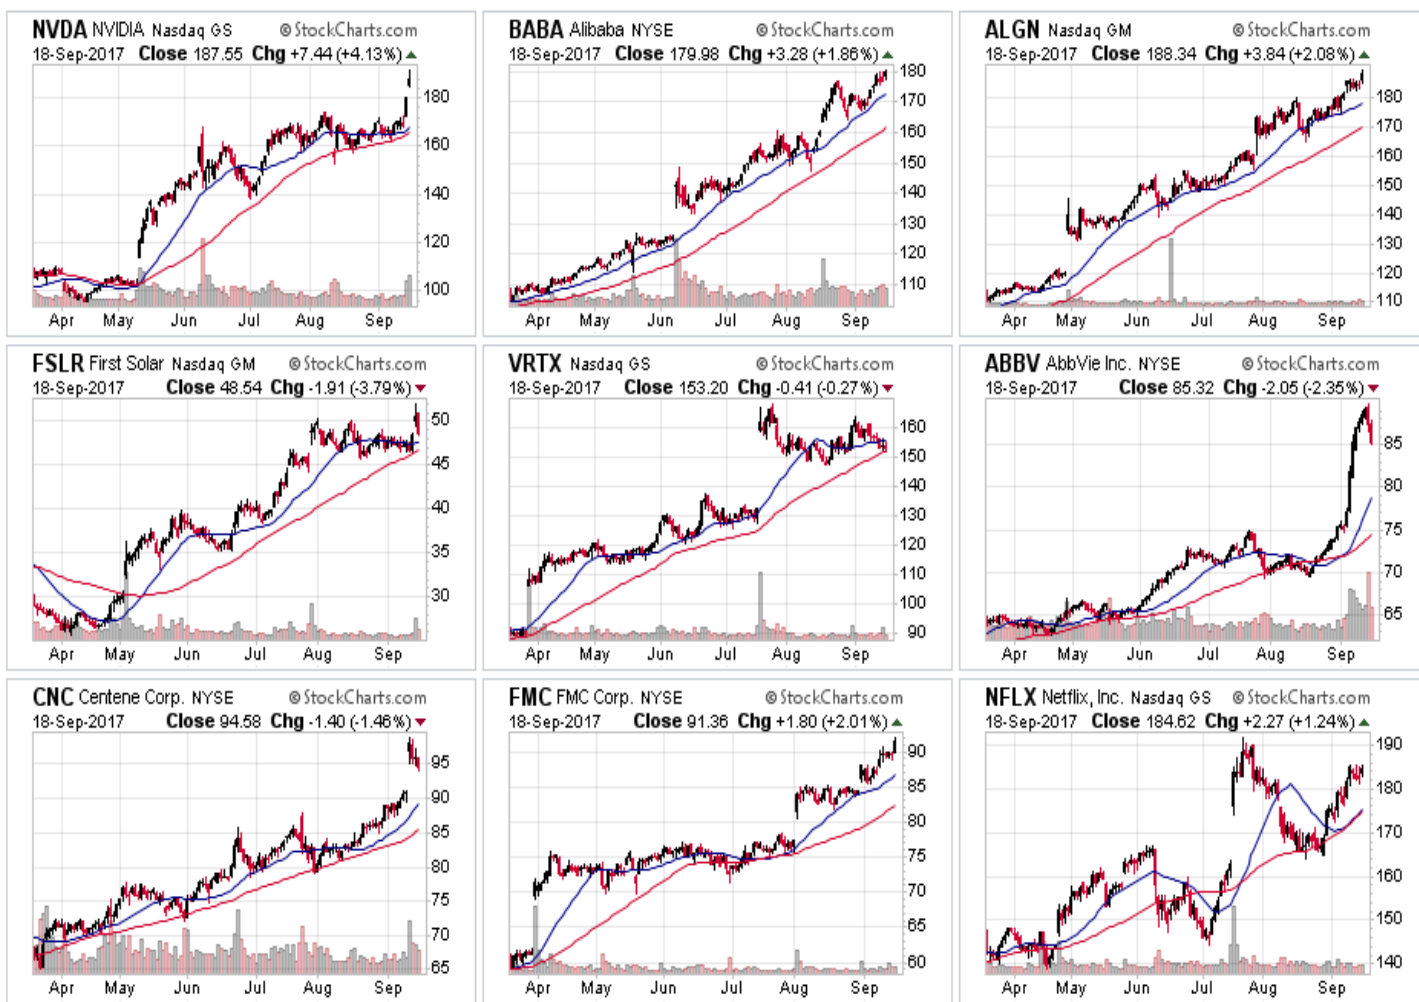 NVDA NVIDIA Nasdaq GS © StockCharts.com
18-Sep-2017 Close 187.55 Chg +7.44 (+4.13%)
180
160
140
120
100
Apr May Jun Jul Aug Sep
BABA Alibaba NYSE © StockCharts.com
18-Sep-2017 Close 179.98 Chg +3.28 (+1.86%)
180
170
160
150
140
130
120
110
Apr May Jun Jul Aug Sep
ALGN Nasdaq GM © StockCharts.com
18-Sep-2017 Close 188.34 Chg +3.84 (+2.08%)
180
170
160
150
140
130
120
110
Apr May Jun Jul Aug Sep
FSLR First Solar Nasdaq GM © StockCharts.com
18-Sep-2017 Close 48.54 Chg -1.91 (-3.79%)
50
45
40
35
30
Apr May Jun Jul Aug Sep
VRTX Nasdaq GS © StockCharts.com
18-Sep-2017 Close 153.20 Chg -0.41 (-0.27%)
160
150
140
130
120
110
100
90
Apr May Jun Jul Aug Sep
ABBV AbbVie Inc. NYSE © StockCharts.com
18-Sep-2017 Close 85.32 Chg -2.05 (-2.35%)
85
80
75
70
65
Apr May Jun Jul Aug Sep
CNC Centene Corp. NYSE © StockCharts.com
18-Sep-2017 Close 94.58 Chg -1.40 (-1.46%)
95
90
85
80
75
70
65
Apr May Jun Jul Aug Sep
FMC FMC Corp. NYSE © StockCharts.com
18-Sep-2017 Close 91.36 Chg +1.80 (+2.01%)
90
85
80
75
70
65
60
Apr May Jun Jul Aug Sep
NFLX Netflix, Inc. Nasdaq GS © StockCharts.com
18-Sep-2017 Close 184.62 Chg +2.27 (+1.24%)
190
180
170
160
150
140
Apr May Jun Jul Aug Sep